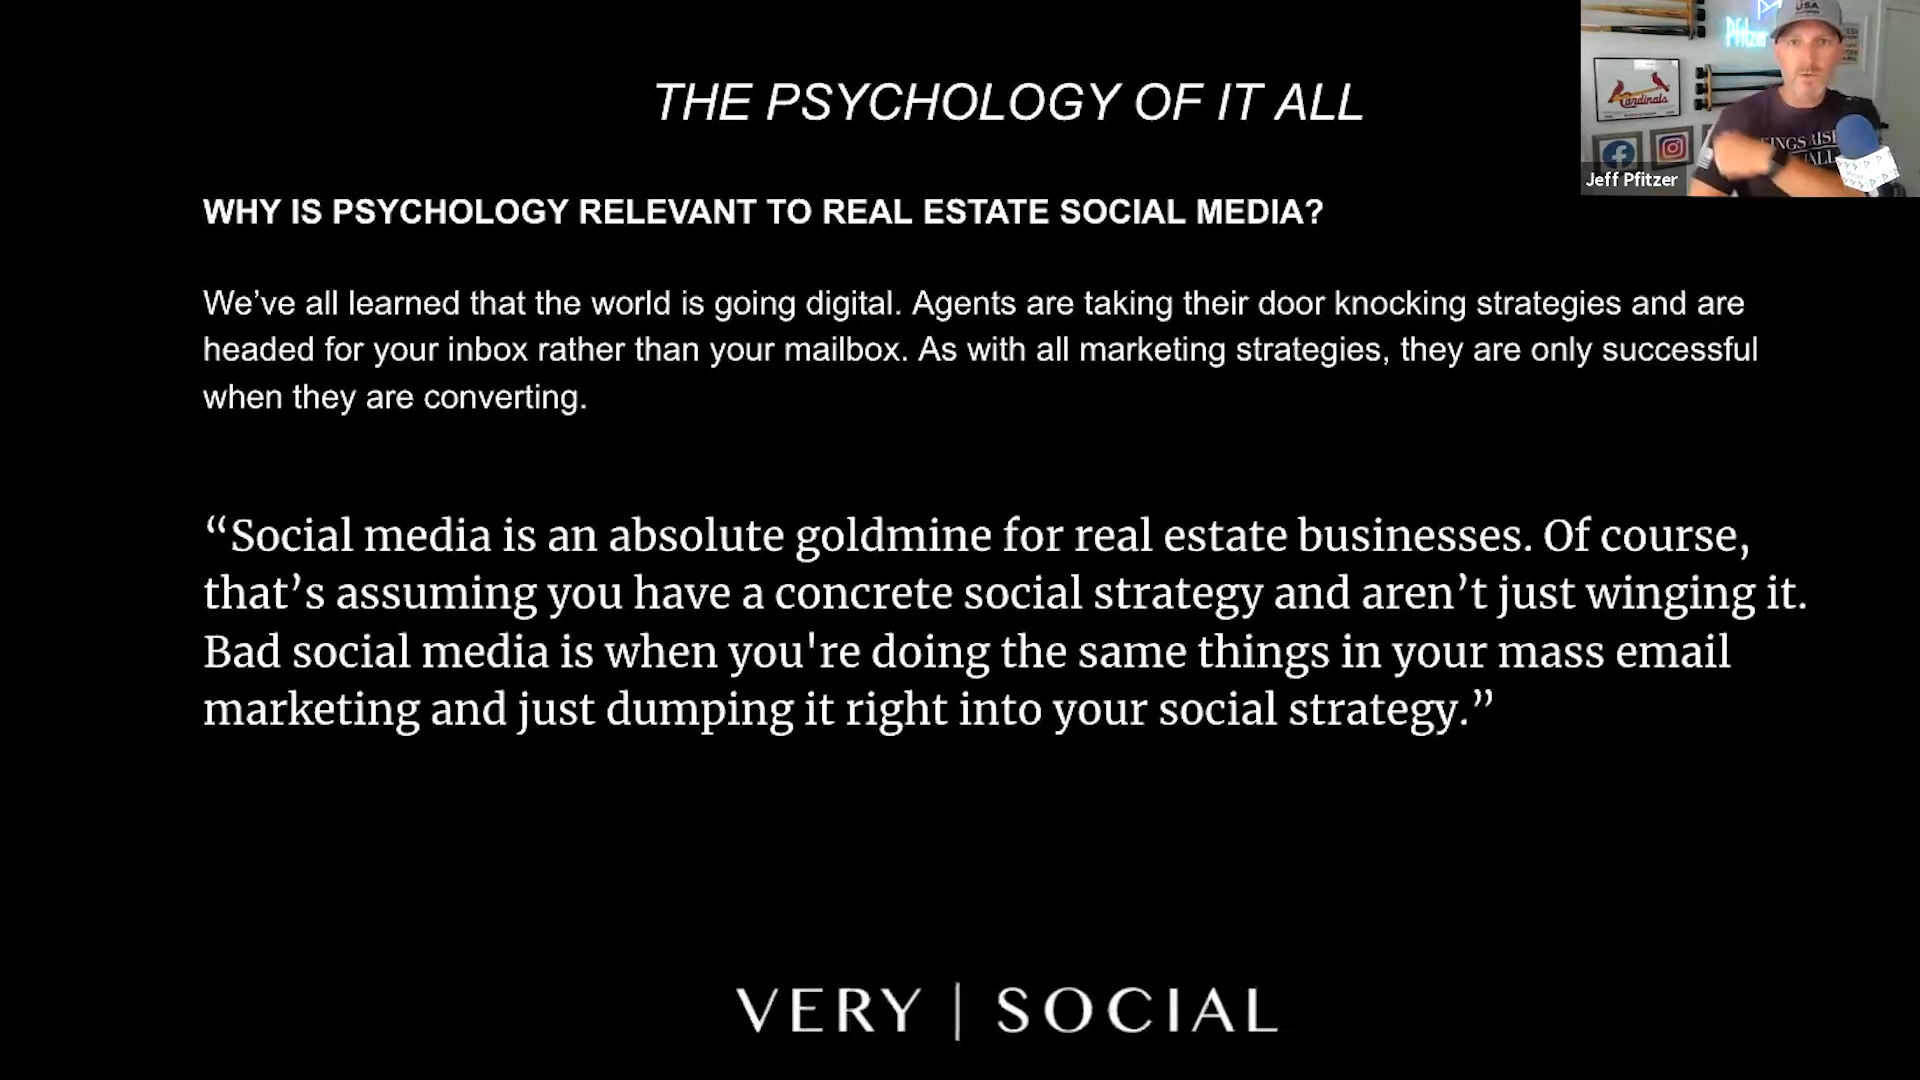 THE PSYCHOLOGY OF IT ALL
WHY IS PSYCHOLOGY RELEVANT TO REAL ESTATE SOCIAL MEDIA?
We’ve all learned that the world is going digital. Agents are taking their door knocking strategies and are
headed for your inbox rather than your mailbox. As with all marketing strategies, they are only successful
when they are converting.
“Social media is an absolute goldmine for real estate businesses. Of course,
that’s assuming you have a concrete social strategy and aren’t just winging it.
Bad social media is when you're doing the same things in your mass email
marketing and just dumping it right into your social strategy.”
VERY | SOCIAL
USA
Pfitzer
Cardinals
Jeff Pfitzer